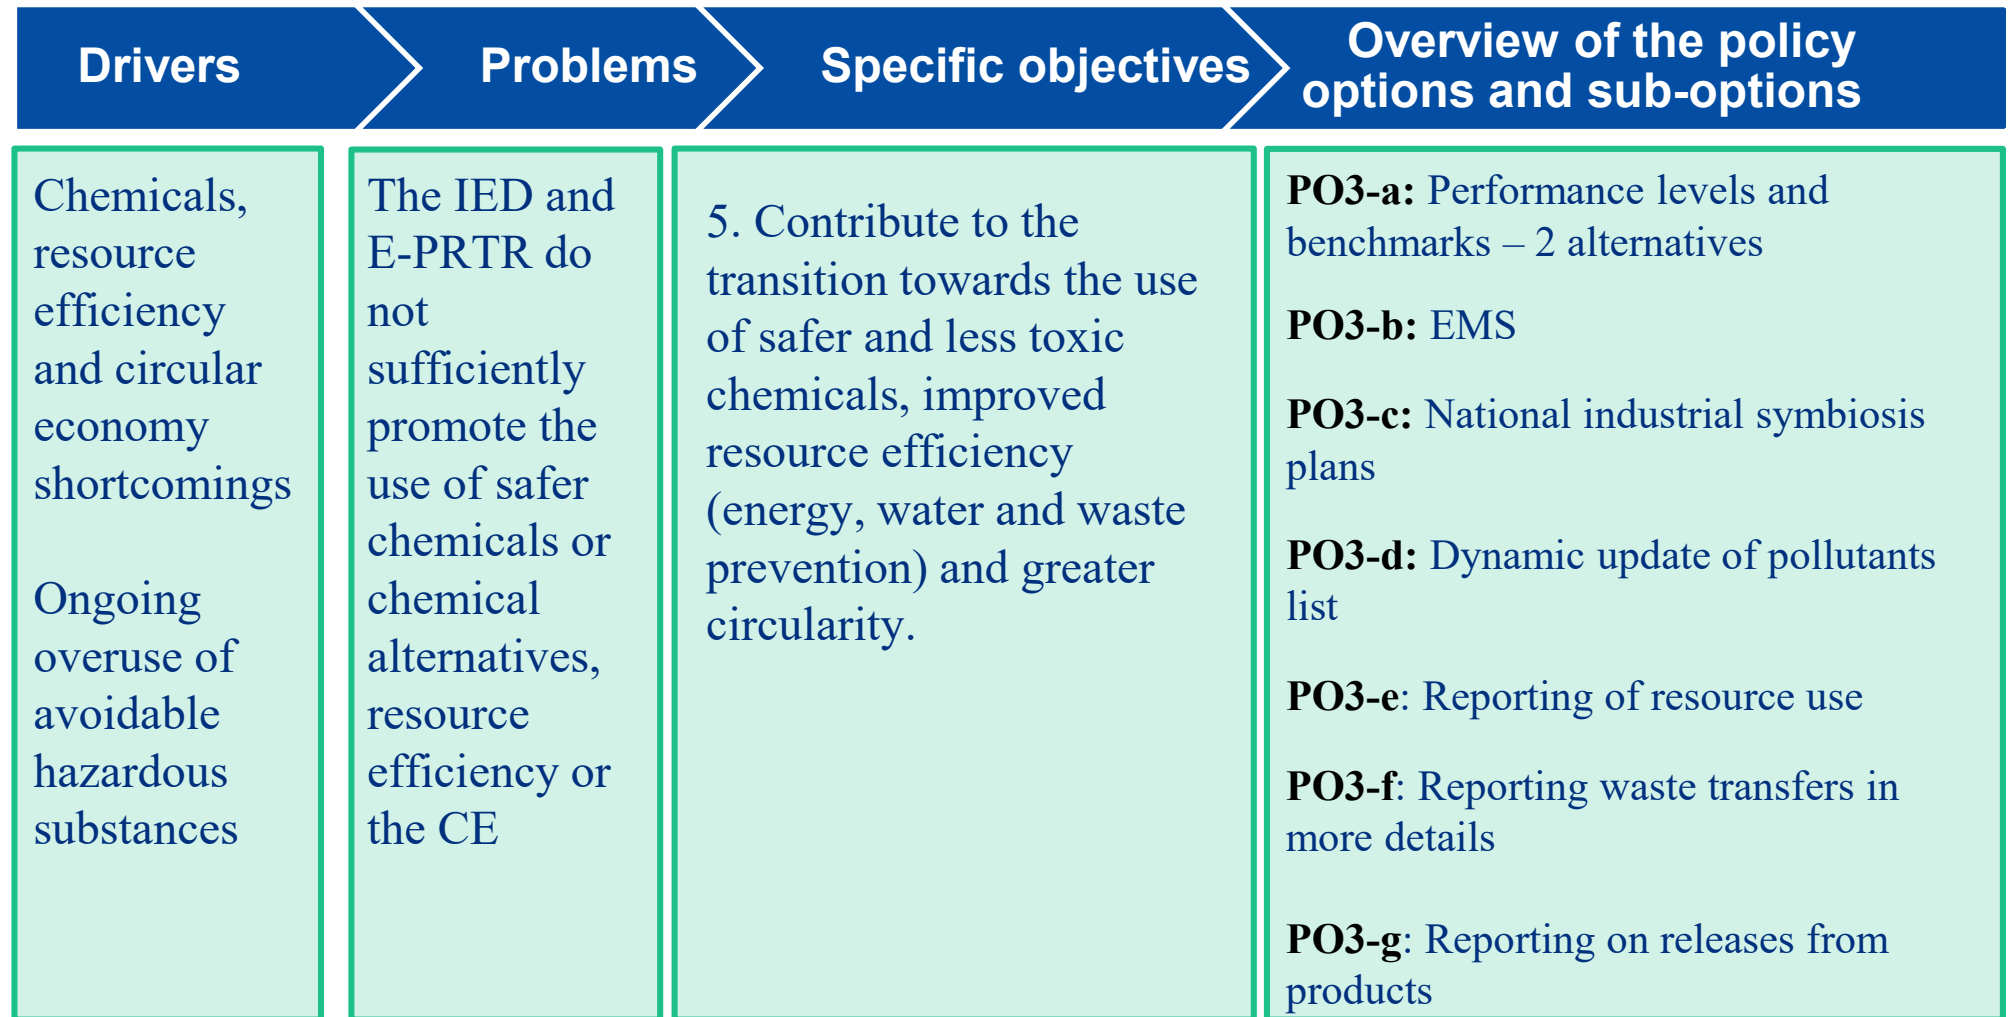 Drivers
Problems
Specific objectives
Overview of the policy
options and sub-options
Chemicals,
resource
efficiency
and circular
economy
shortcomings
Ongoing
overuse of
avoidable
hazardous
substances
The IED and
E-PRTR do
not
sufficiently
promote the
use of safer
chemicals or
chemical
alternatives,
resource
efficiency or
the CE
5. Contribute to the
transition towards the use
of safer and less toxic
chemicals, improved
resource efficiency
(energy, water and waste
prevention) and greater
circularity.
PO3-a: Performance levels and
benchmarks – 2 alternatives
PO3-b: EMS
PO3-c: National industrial symbiosis
plans
PO3-d: Dynamic update of pollutants
list
PO3-e: Reporting of resource use
PO3-f: Reporting waste transfers in
more details
PO3-g: Reporting on releases from
products